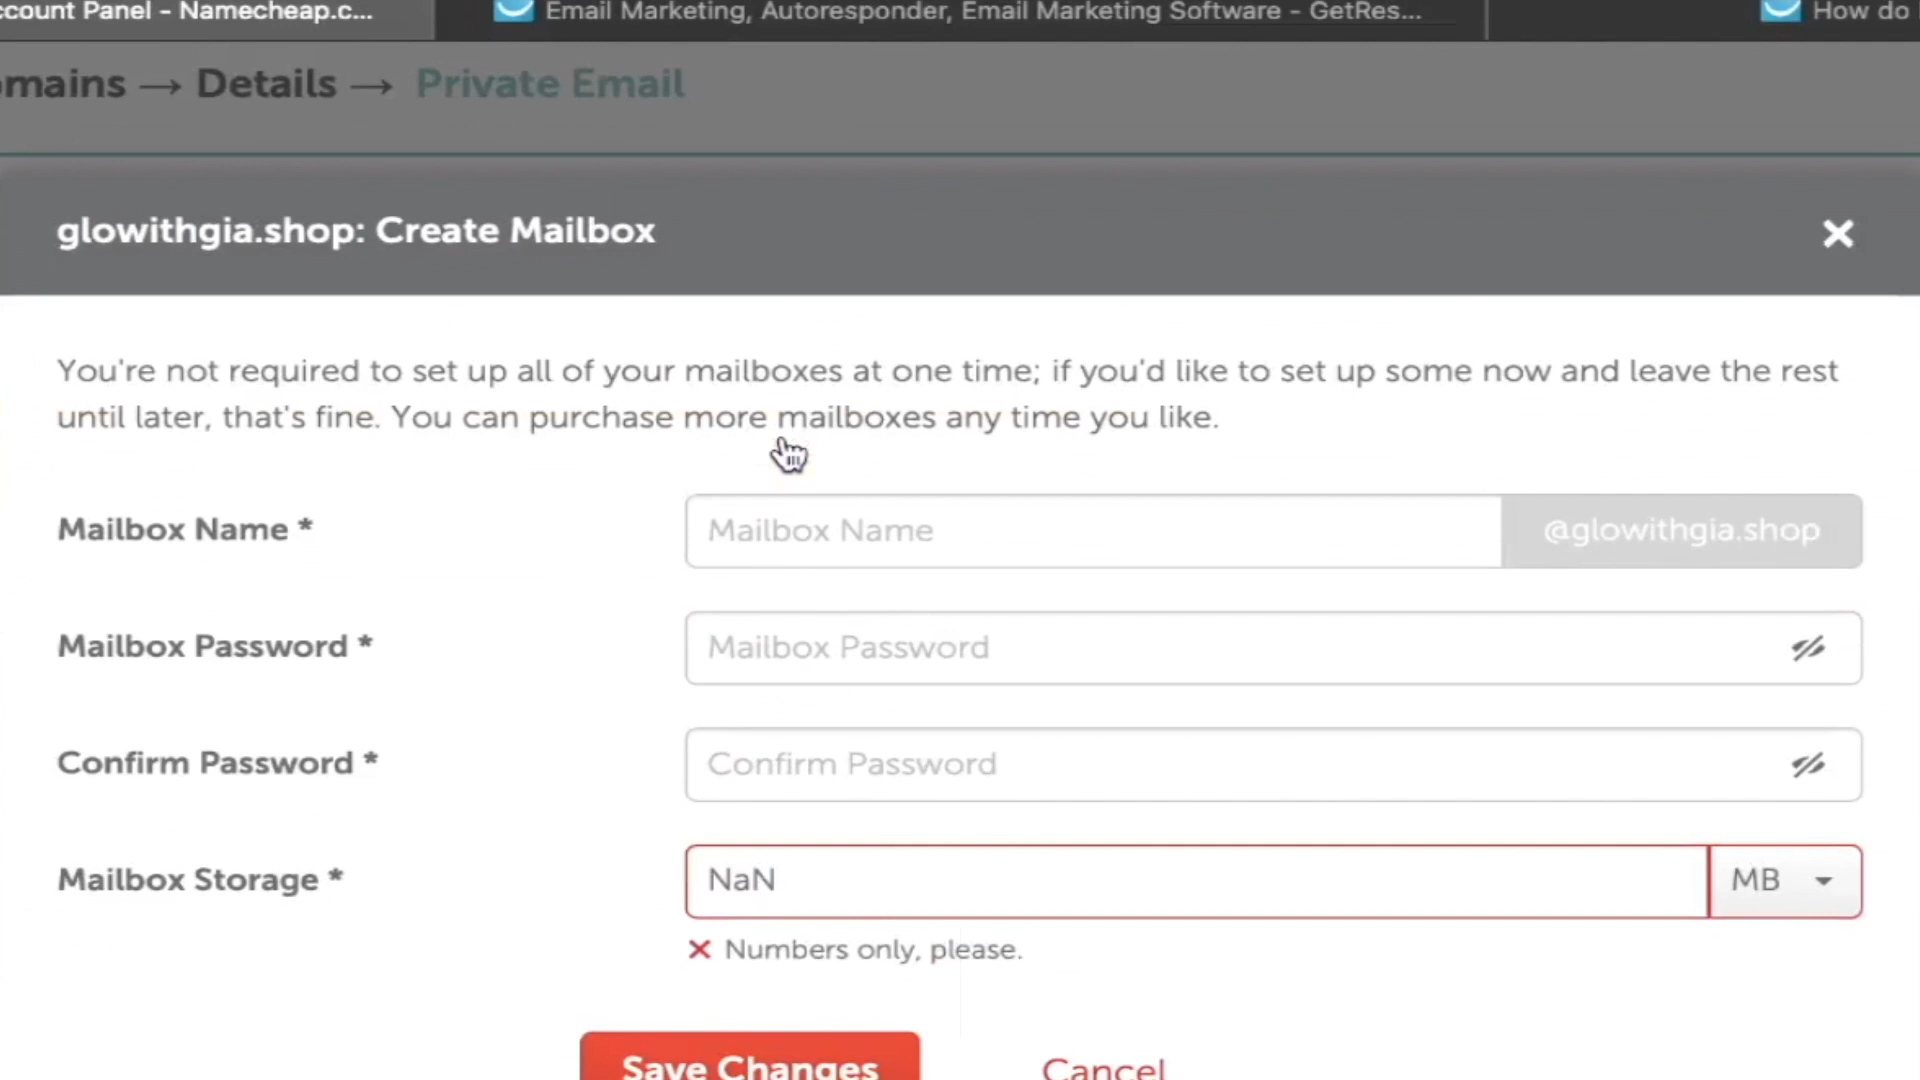 count Panel - Namecheap.c...
Email Marketing, Autoresponder, Email Marketing Software - GetRes...
How do
mains → Details → Private Email
glowithgia.shop: Create Mailbox
You're not required to set up all of your mailboxes at one time; if you'd like to set up some now and leave the rest
until later, that's fine. You can purchase more mailboxes any time you like.
Mailbox Name *
Mailbox Name
@glowithgia.shop
Mailbox Password *
Mailbox Password
Confirm Password *
Confirm Password
Mailbox Storage *
NaN
MB
Numbers only, please.
Save Changes
Cancel